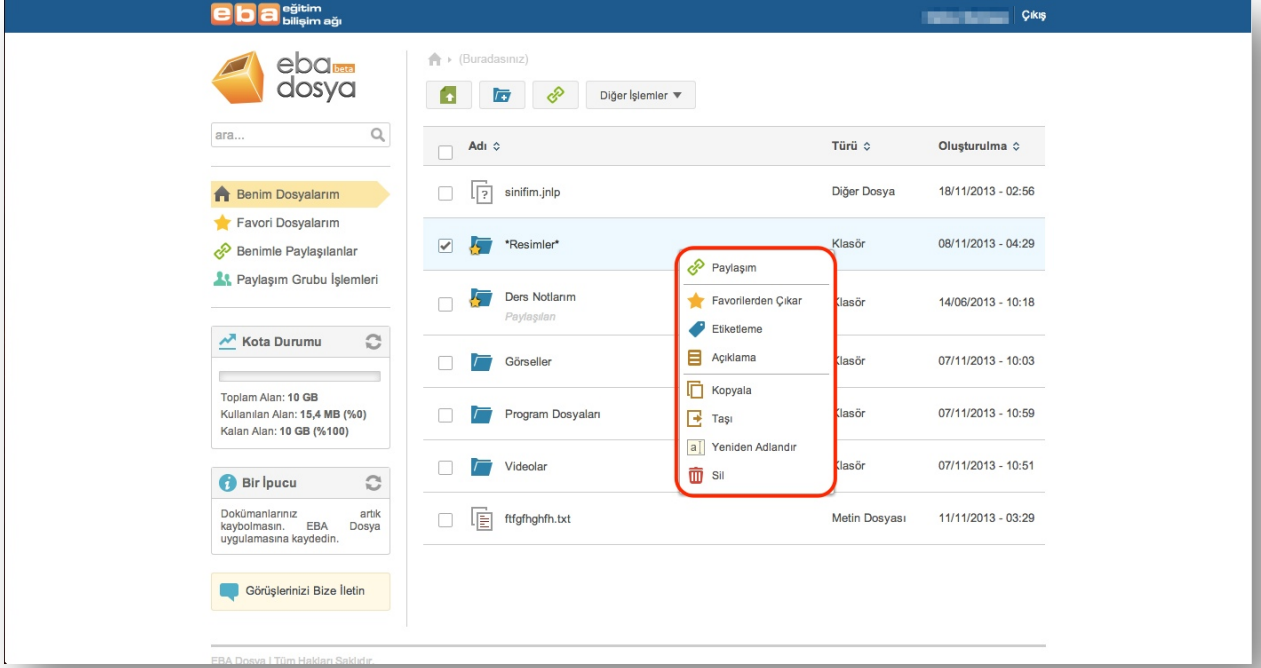 eba eğitim
bilişim ağı
Çıkış
eba beta
dosya
ara...
Benim Dosyalarım
Favori Dosyalarım
Benimle Paylaşılanlar
Paylaşım Grubu İşlemleri
Kota Durumu
Toplam Alan: 10 GB
Kullanılan Alan: 15,4 MB (%0)
Kalan Alan: 10 GB (%100)
Bir İpucu
Dokümanlarınız artık
kaybolmasın. EBA Dosya
uygulamasına kaydedin.
Görüşlerinizi Bize İletin
(Buradasınız)
Diğer İşlemler
Adı Türü Oluşturulma
sinifim.jnlp Diğer Dosya 18/11/2013 - 02:56
*Resimler* Klasör 08/11/2013 - 04:29
Ders Notlarım Klasör 14/06/2013 - 10:18
Paylaşılan
Görseller Klasör 07/11/2013 - 10:03
Program Dosyaları Klasör 07/11/2013 - 10:59
Videolar Klasör 07/11/2013 - 10:51
ftfgfhghfh.txt Metin Dosyası 11/11/2013 - 03:29
Paylaşım
Favorilerden Çıkar
Etiketleme
Açıklama
Kopyala
Taşı
Yeniden Adlandır
Sil
EBA Dosya | Tüm Hakları Saklıdır.